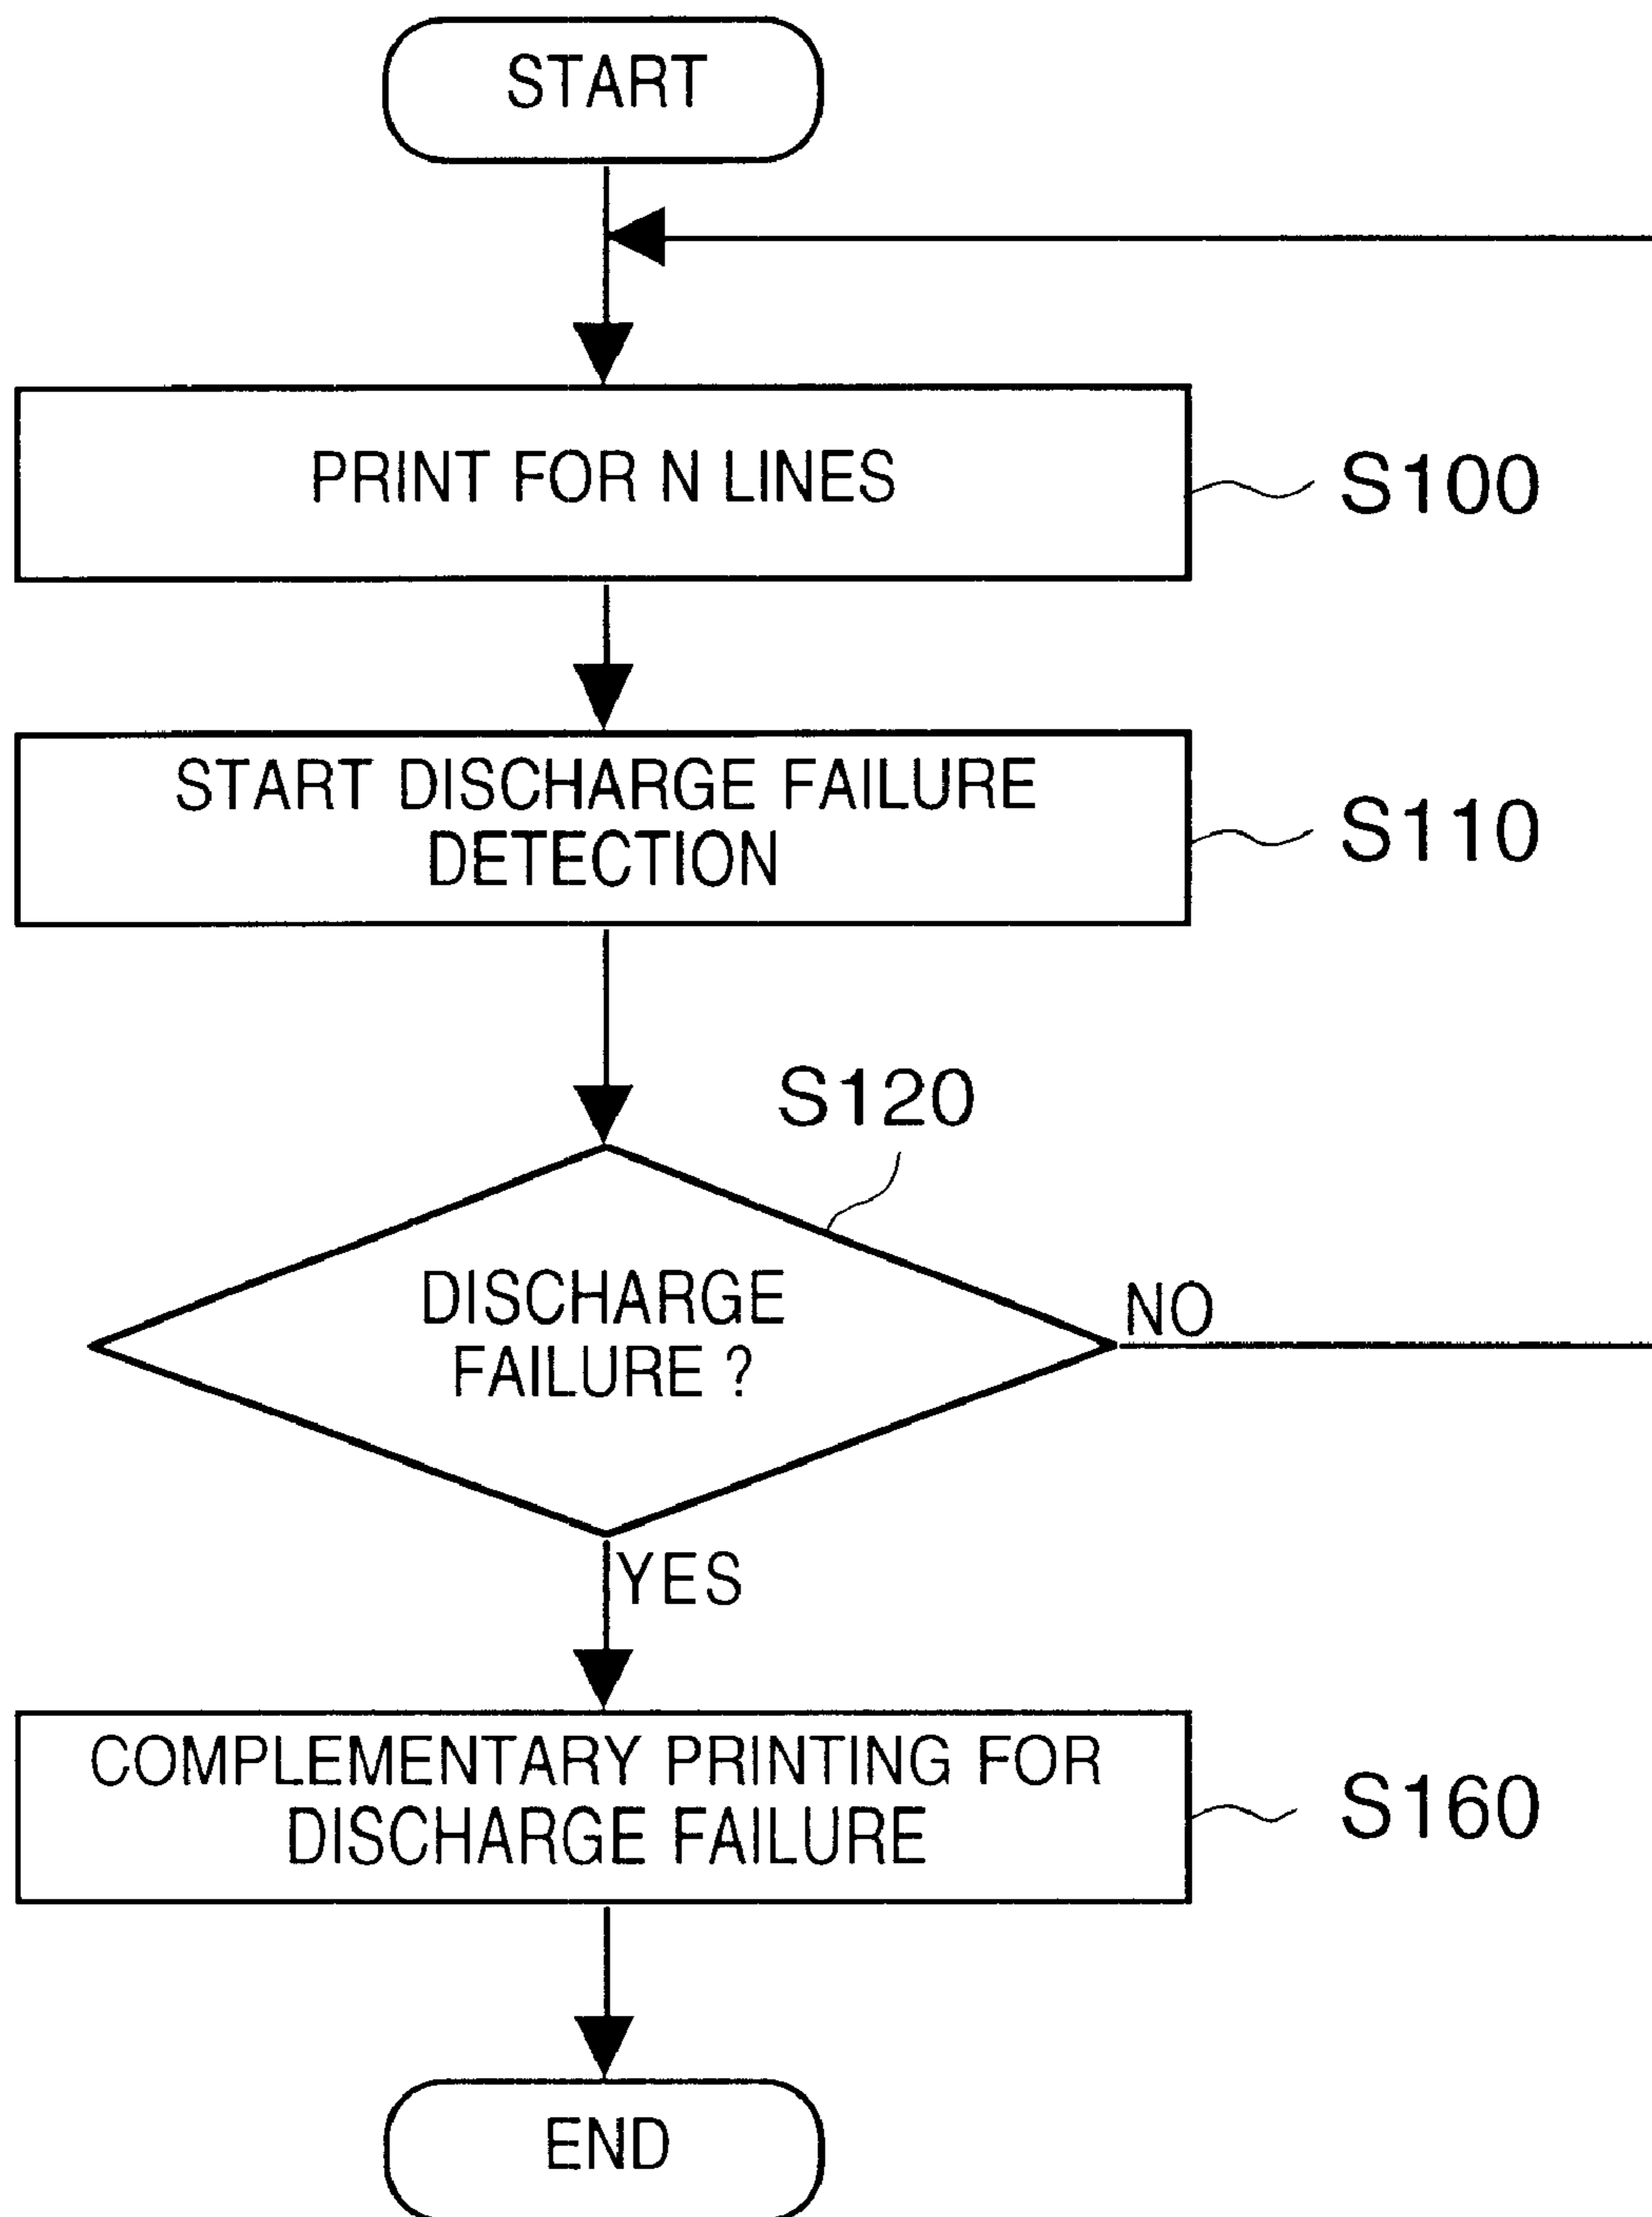 START
PRINT FOR N LINES
S100
START DISCHARGE FAILURE
DETECTION
S110
S120
DISCHARGE
FAILURE ?
NO
YES
COMPLEMENTARY PRINTING FOR
DISCHARGE FAILURE
S160
END